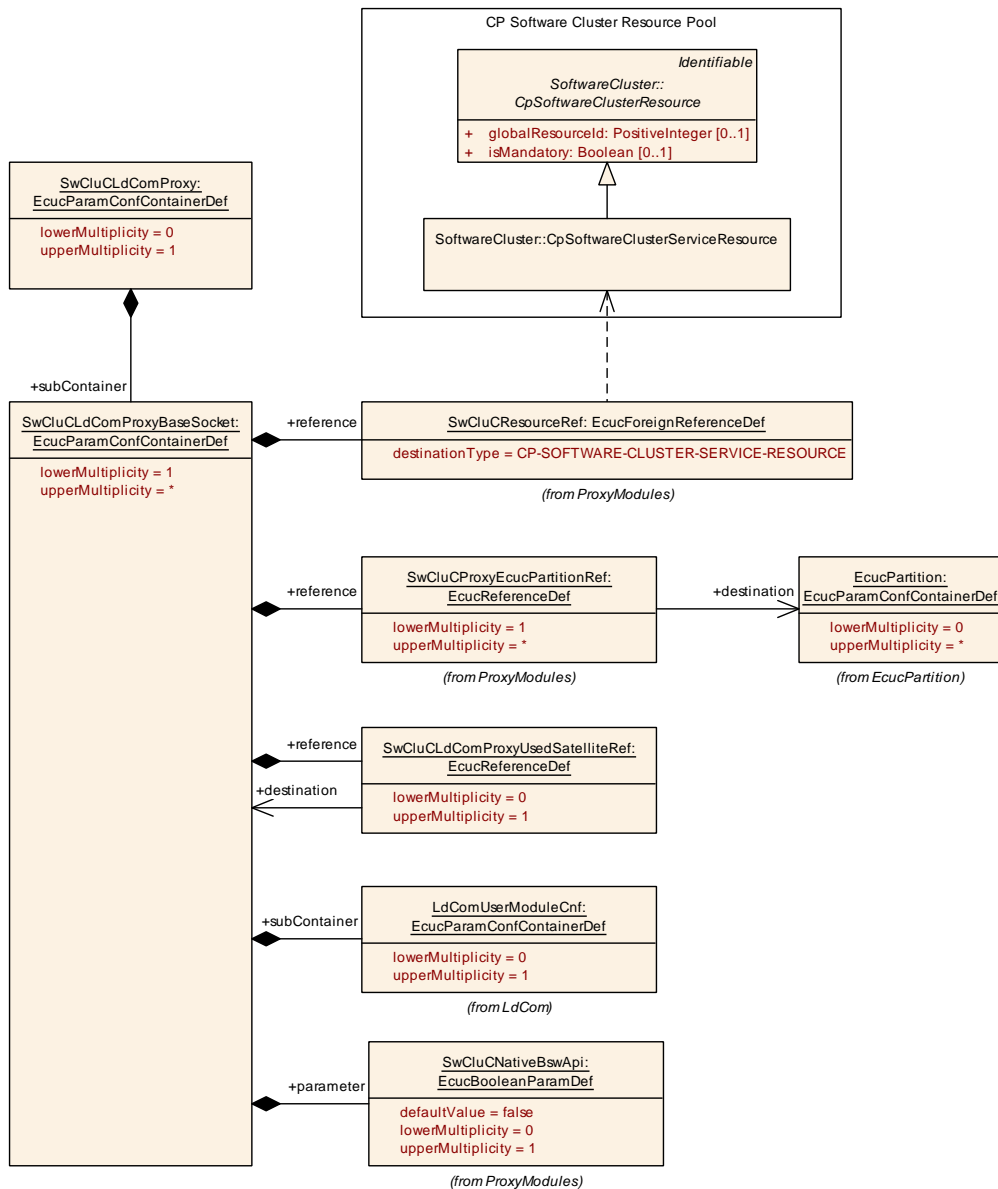 CP Software Cluster Resource Pool
Identifiable
SoftwareCluster::
CpSoftwareClusterResource
+ globalResourceId: PositiveInteger [0..1]
+ isMandatory: Boolean [0..1]
SwCluCLdComProxy:
EcucParamConfContainerDef
lowerMultiplicity = 0
upperMultiplicity = 1
SoftwareCluster::CpSoftwareClusterServiceResource
+subContainer
SwCluCLdComProxyBaseSocket:
EcucParamConfContainerDef
lowerMultiplicity = 1
upperMultiplicity = *
+reference
SwCluCResourceRef: EcucForeignReferenceDef
destinationType = CP-SOFTWARE-CLUSTER-SERVICE-RESOURCE
(from ProxyModules)
+reference
SwCluCProxyEcucPartitionRef:
EcucReferenceDef
lowerMultiplicity = 1
upperMultiplicity = *
(from ProxyModules)
+destination
EcucPartition:
EcucParamConfContainerDef
lowerMultiplicity = 0
upperMultiplicity = *
(from EcucPartition)
+reference
+destination
SwCluCLdComProxyUsedSatelliteRef:
EcucReferenceDef
lowerMultiplicity = 0
upperMultiplicity = 1
+subContainer
LdComUserModuleCnf:
EcucParamConfContainerDef
lowerMultiplicity = 0
upperMultiplicity = 1
(from LdCom)
+parameter
SwCluCNativeBswApi:
EcucBooleanParamDef
defaultValue = false
lowerMultiplicity = 0
upperMultiplicity = 1
(from ProxyModules)